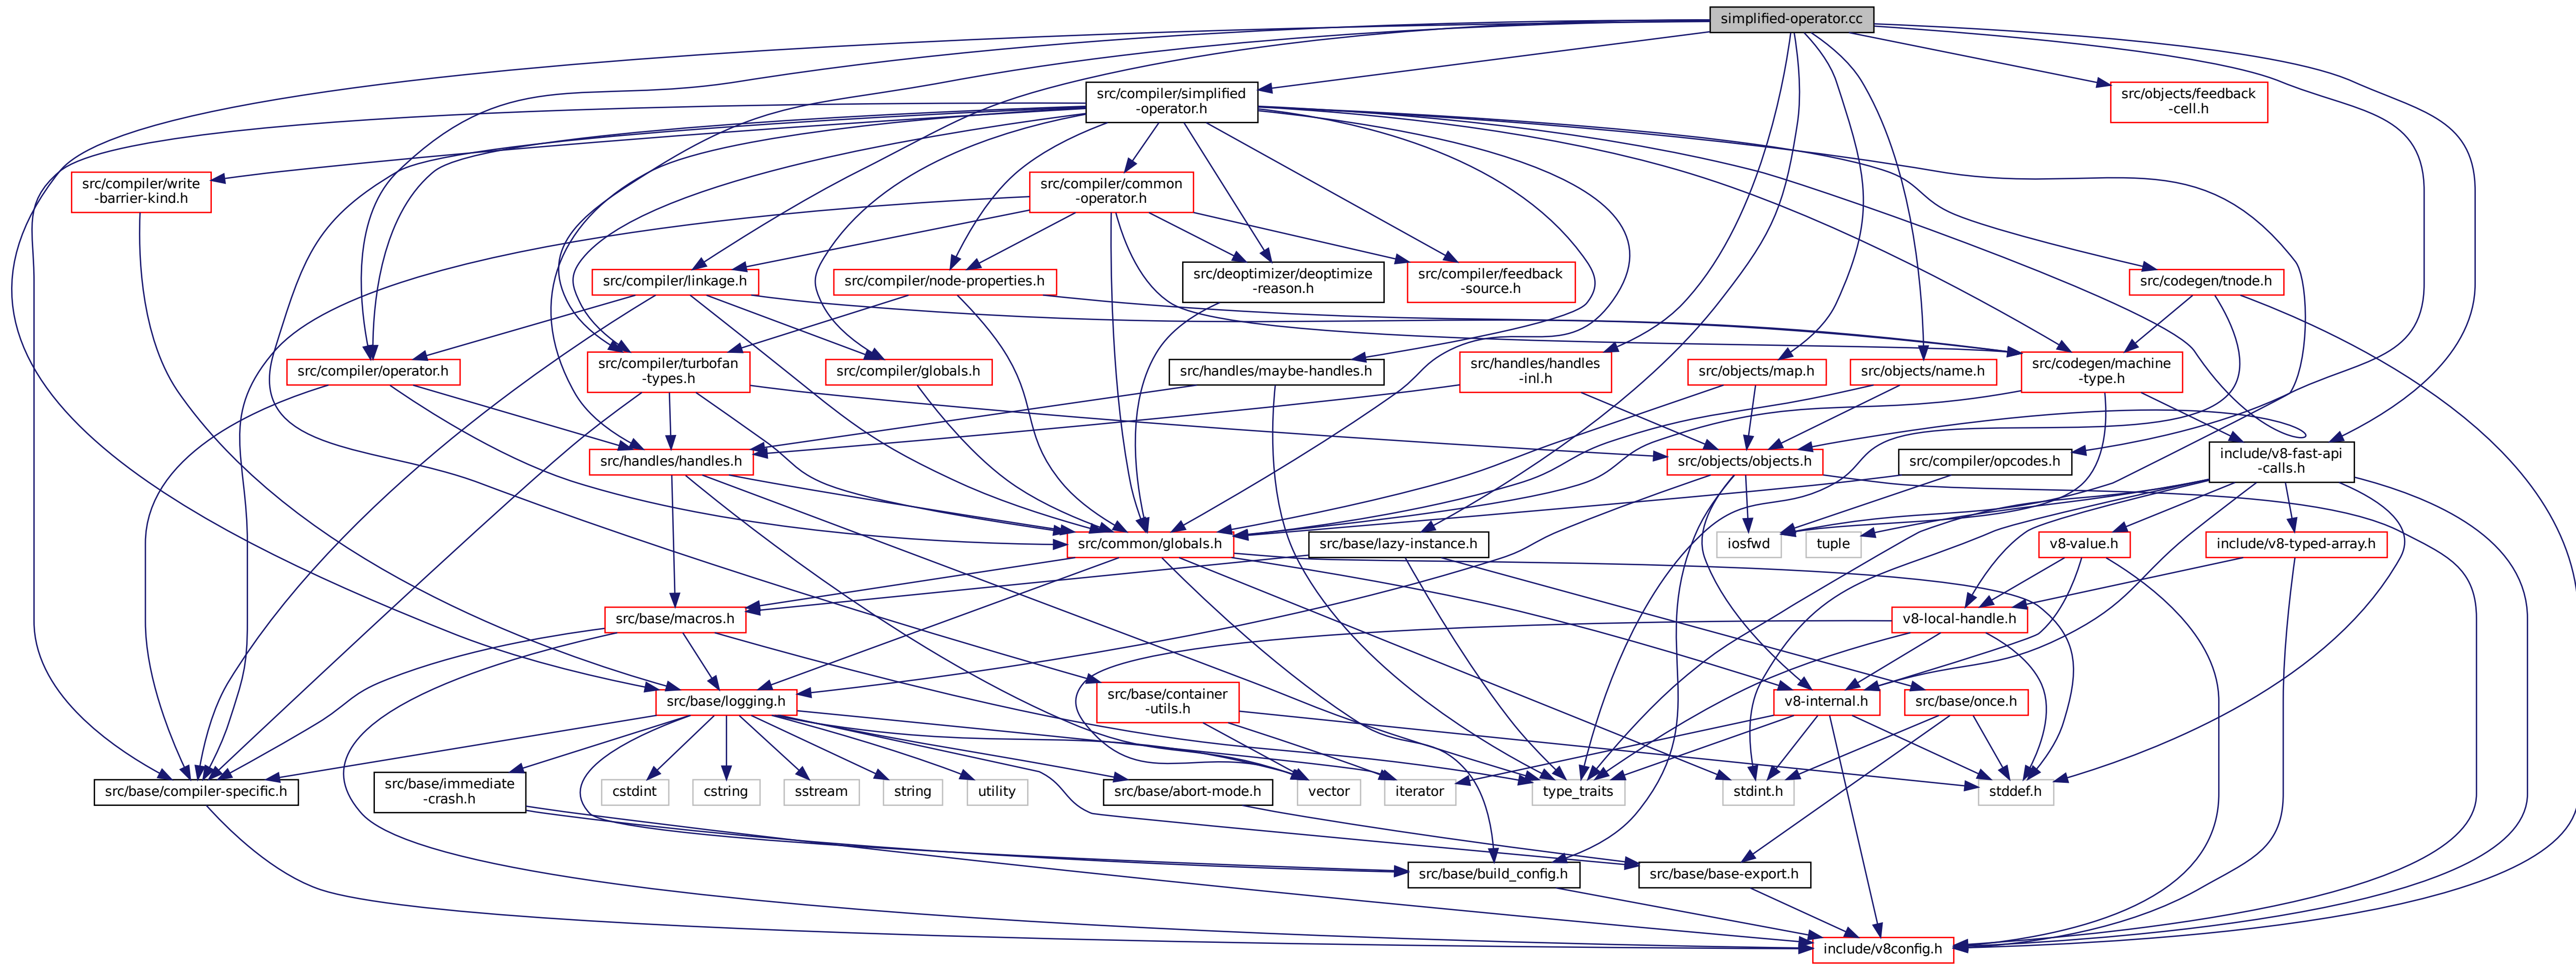 simplified-operator.cc
src/compiler/simplified
-operator.h
src/objects/feedback
-cell.h
src/compiler/write
-barrier-kind.h
src/compiler/common
-operator.h
src/compiler/linkage.h
src/compiler/node-properties.h
src/deoptimizer/deoptimize
-reason.h
src/compiler/feedback
-source.h
src/codegen/tnode.h
src/compiler/operator.h
src/compiler/turbofan
-types.h
src/compiler/globals.h
src/handles/maybe-handles.h
src/handles/handles
-inl.h
src/objects/map.h
src/objects/name.h
src/codegen/machine
-type.h
src/handles/handles.h
src/objects/objects.h
src/compiler/opcodes.h
include/v8-fast-api
-calls.h
src/common/globals.h
src/base/lazy-instance.h
iosfwd
tuple
v8-value.h
include/v8-typed-array.h
src/base/macros.h
v8-local-handle.h
src/base/logging.h
src/base/container
-utils.h
v8-internal.h
src/base/once.h
src/base/compiler-specific.h
src/base/immediate
-crash.h
cstdint
cstring
sstream
string
utility
src/base/abort-mode.h
vector
iterator
type_traits
stdint.h
stddef.h
src/base/build_config.h
src/base/base-export.h
include/v8config.h